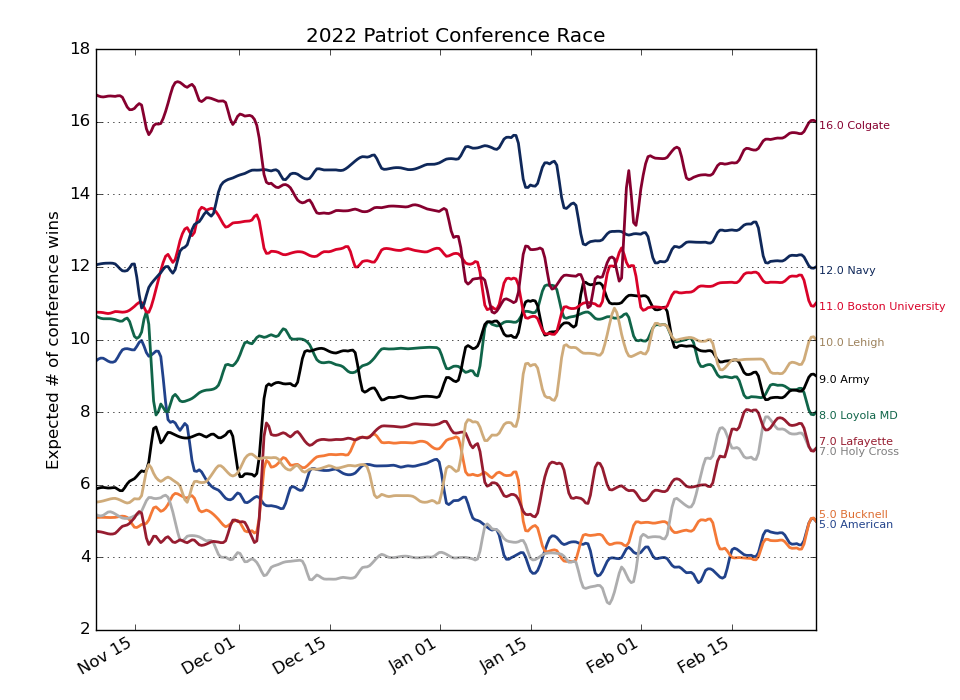 2022 Patriot Conference Race
Expected # of conference wins
18
16
14
12
10
8
6
4
2
Nov 15
Dec 01
Dec 15
Jan 01
Jan 15
Feb 01
Feb 15
16.0 Colgate
12.0 Navy
11.0 Boston University
10.0 Lehigh
9.0 Army
8.0 Loyola MD
7.0 Lafayette
7.0 Holy Cross
5.0 Bucknell
5.0 American